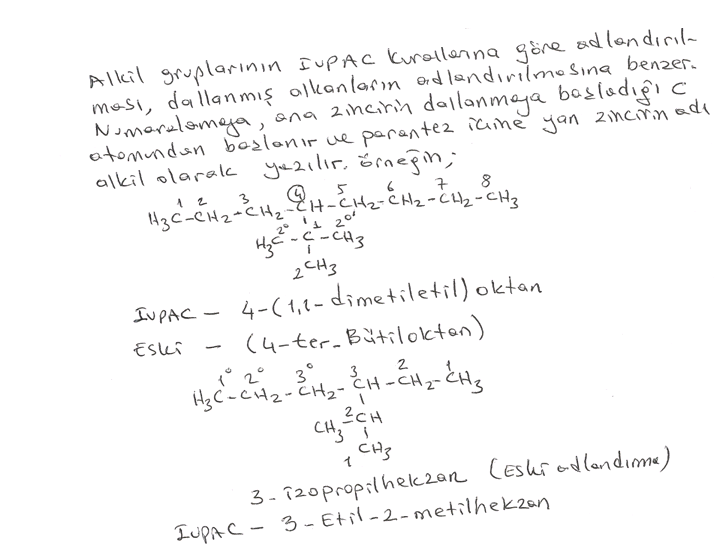 Alkil gruplarının IUPAC kurallarına göre adlandırıl-
ması, dallanmış alkanların adlandırılmasına benzer.
Numaralamaya, ana zincirin dallanmaya başladığı C
atomundan başlanır ve parantez içine yan zincirin adı
alkil olarak yazılır. Örneğin;
1 2 3 4 5 6 7 8
H3C-CH2-CH2-CH-CH2-CH2-CH2-CH3
2° 1 2°
H3C-C-CH3
2CH3
IUPAC - 4-(1,1-dimetiletil)oktan
Eski - (4-ter-Bütiloktan)
1° 2° 3° 3 2 1
H3C-CH2-CH2-CH-CH2-CH3
CH3 2CH
1 CH3
3-izopropilhekzan (Eski adlandırma)
IUPAC - 3-Etil-2-metilhekzan